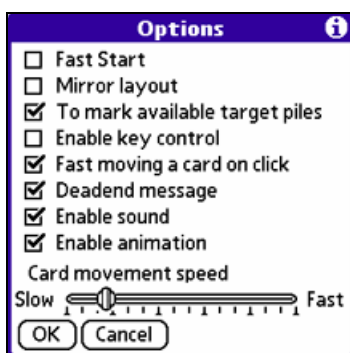 Options
Fast Start
Mirror layout
To mark available target piles
Enable key control
Fast moving a card on click
Deadend message
Enable sound
Enable animation
Card movement speed
Slow Fast
OK Cancel